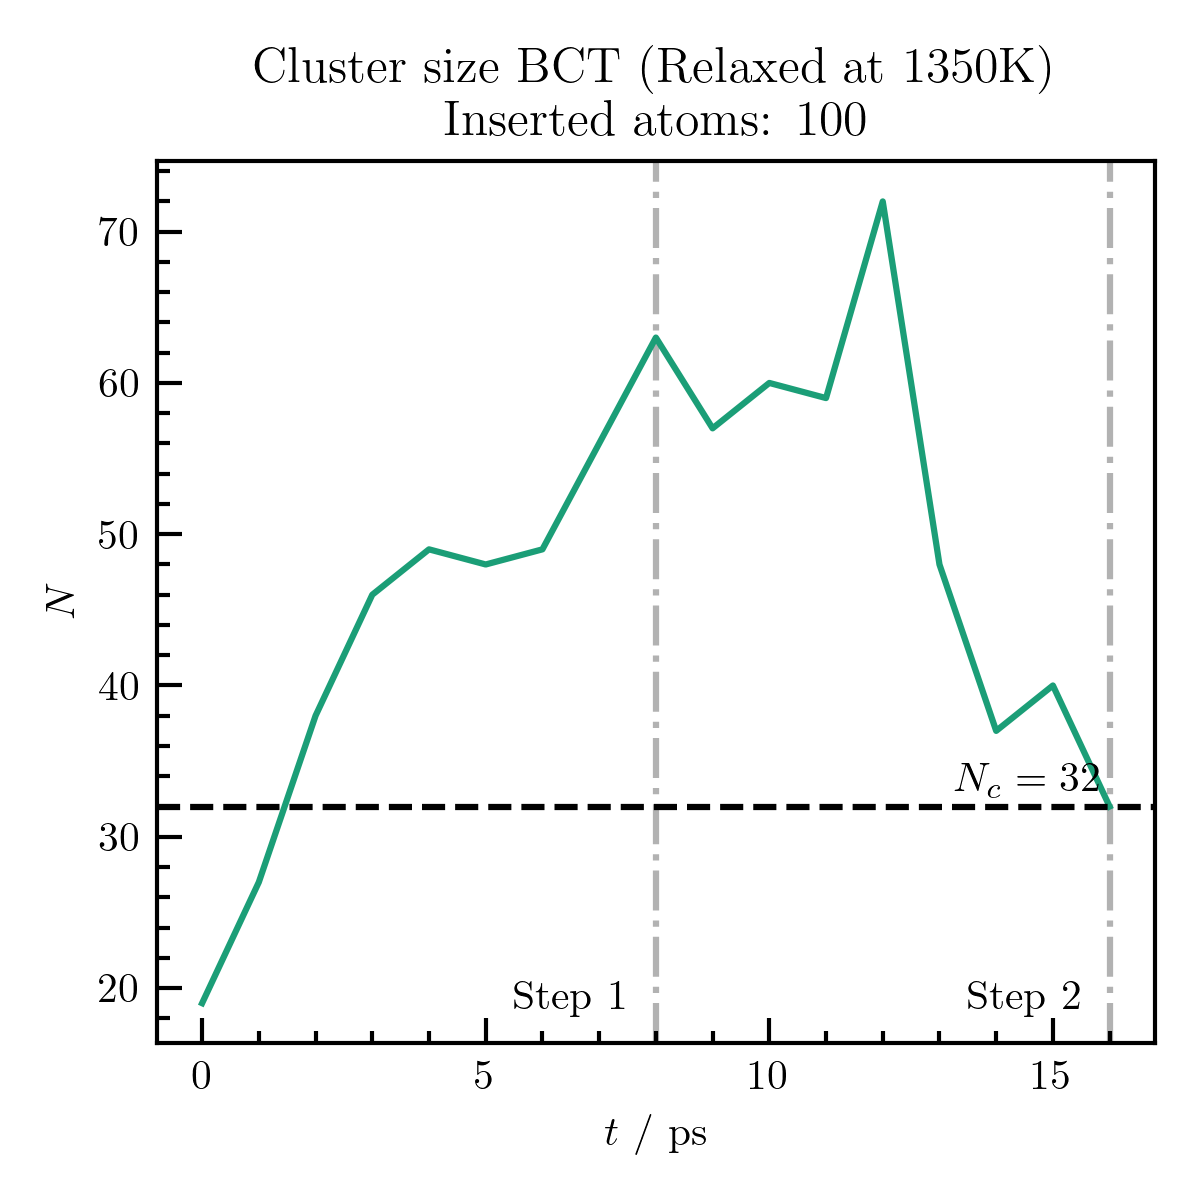 Cluster size BCT (Relaxed at 1350K)
Inserted atoms: 100
70
60
50
40
30
20
N
N_c = 32
Step 1
Step 2
0 5 10 15
t / ps